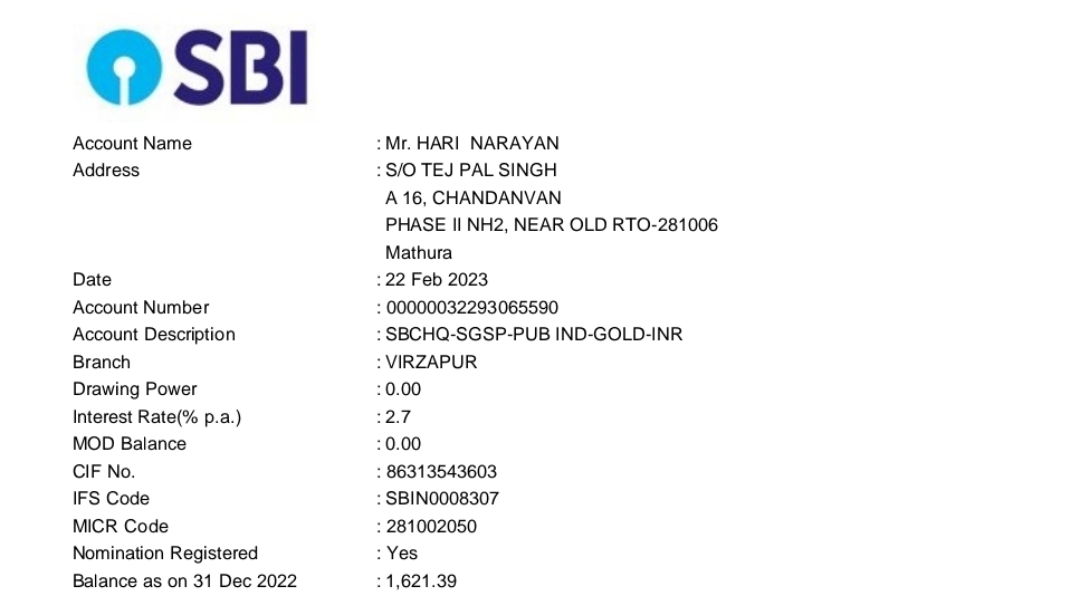 SBI
Account Name : Mr. HARI NARAYAN
Address : S/O TEJ PAL SINGH
A 16, CHANDANVAN
PHASE II NH2, NEAR OLD RTO-281006
Mathura
Date : 22 Feb 2023
Account Number : 00000032293065590
Account Description : SBCHQ-SGSP-PUB IND-GOLD-INR
Branch : VIRZAPUR
Drawing Power : 0.00
Interest Rate(% p.a.) : 2.7
MOD Balance : 0.00
CIF No. : 86313543603
IFS Code : SBIN0008307
MICR Code : 281002050
Nomination Registered : Yes
Balance as on 31 Dec 2022 : 1,621.39